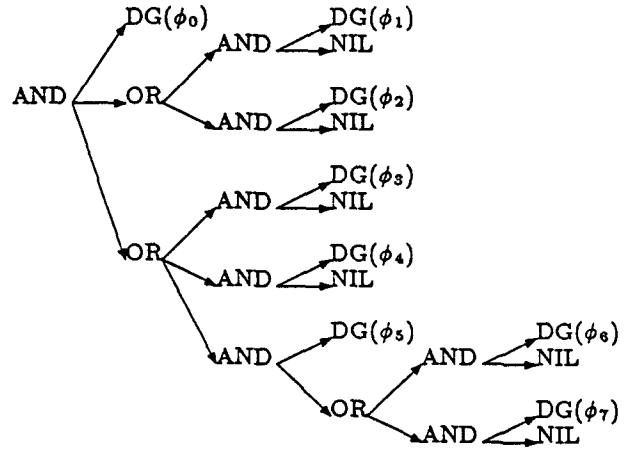 DG(ϕ₀)
DG(ϕ₁)
AND
NIL
AND
OR
DG(ϕ₂)
AND
NIL
DG(ϕ₃)
AND
NIL
OR
DG(ϕ₄)
AND
NIL
DG(ϕ₅)
DG(ϕ₆)
AND
AND
NIL
OR
DG(ϕ₇)
AND
NIL